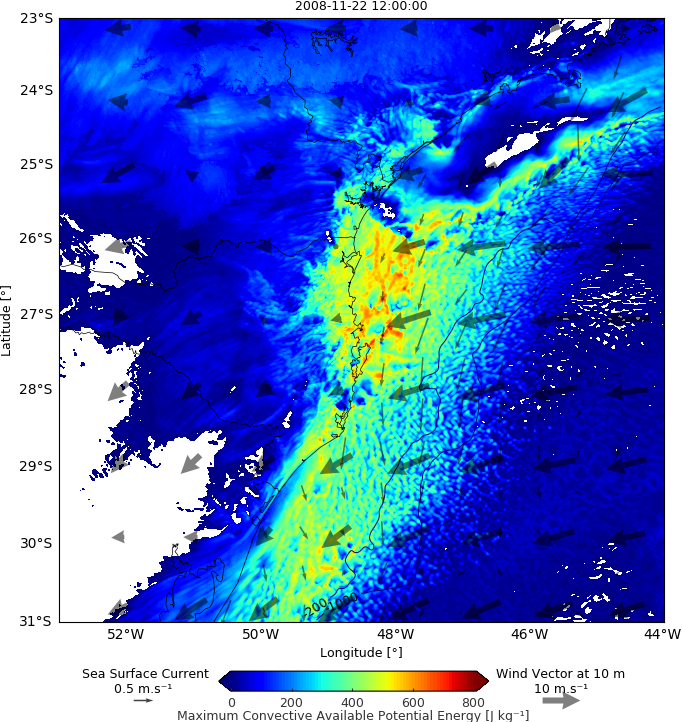 2008-11-22 12:00:00
23°S
24°S
25°S
26°S
27°S
28°S
29°S
30°S
31°S
Latitude [°]
-200
-1000
52°W 50°W 48°W 46°W 44°W
Longitude [°]
Sea Surface Current
0.5 m.s⁻¹
Wind Vector at 10 m
10 m.s⁻¹
0 200 400 600 800
Maximum Convective Available Potential Energy [J kg⁻¹]